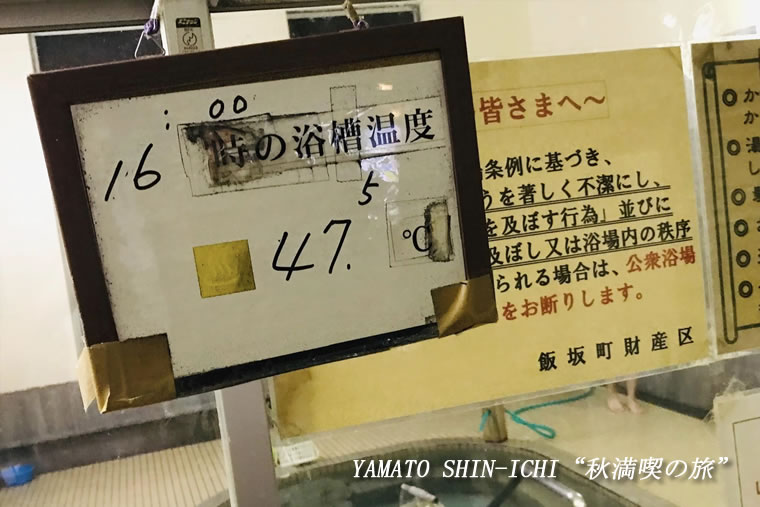 16:00
時の浴槽温度
47.5
℃
皆さまへ〜
条例に基づき、
うを著しく不潔にし、
を及ぼす行為」並びに
及ぼし又は浴場内の秩序
られる場合は、公衆浴場
をお断りします。
飯坂町財産区
か
か
し
YAMATO SHIN-ICHI “秋満喫の旅”